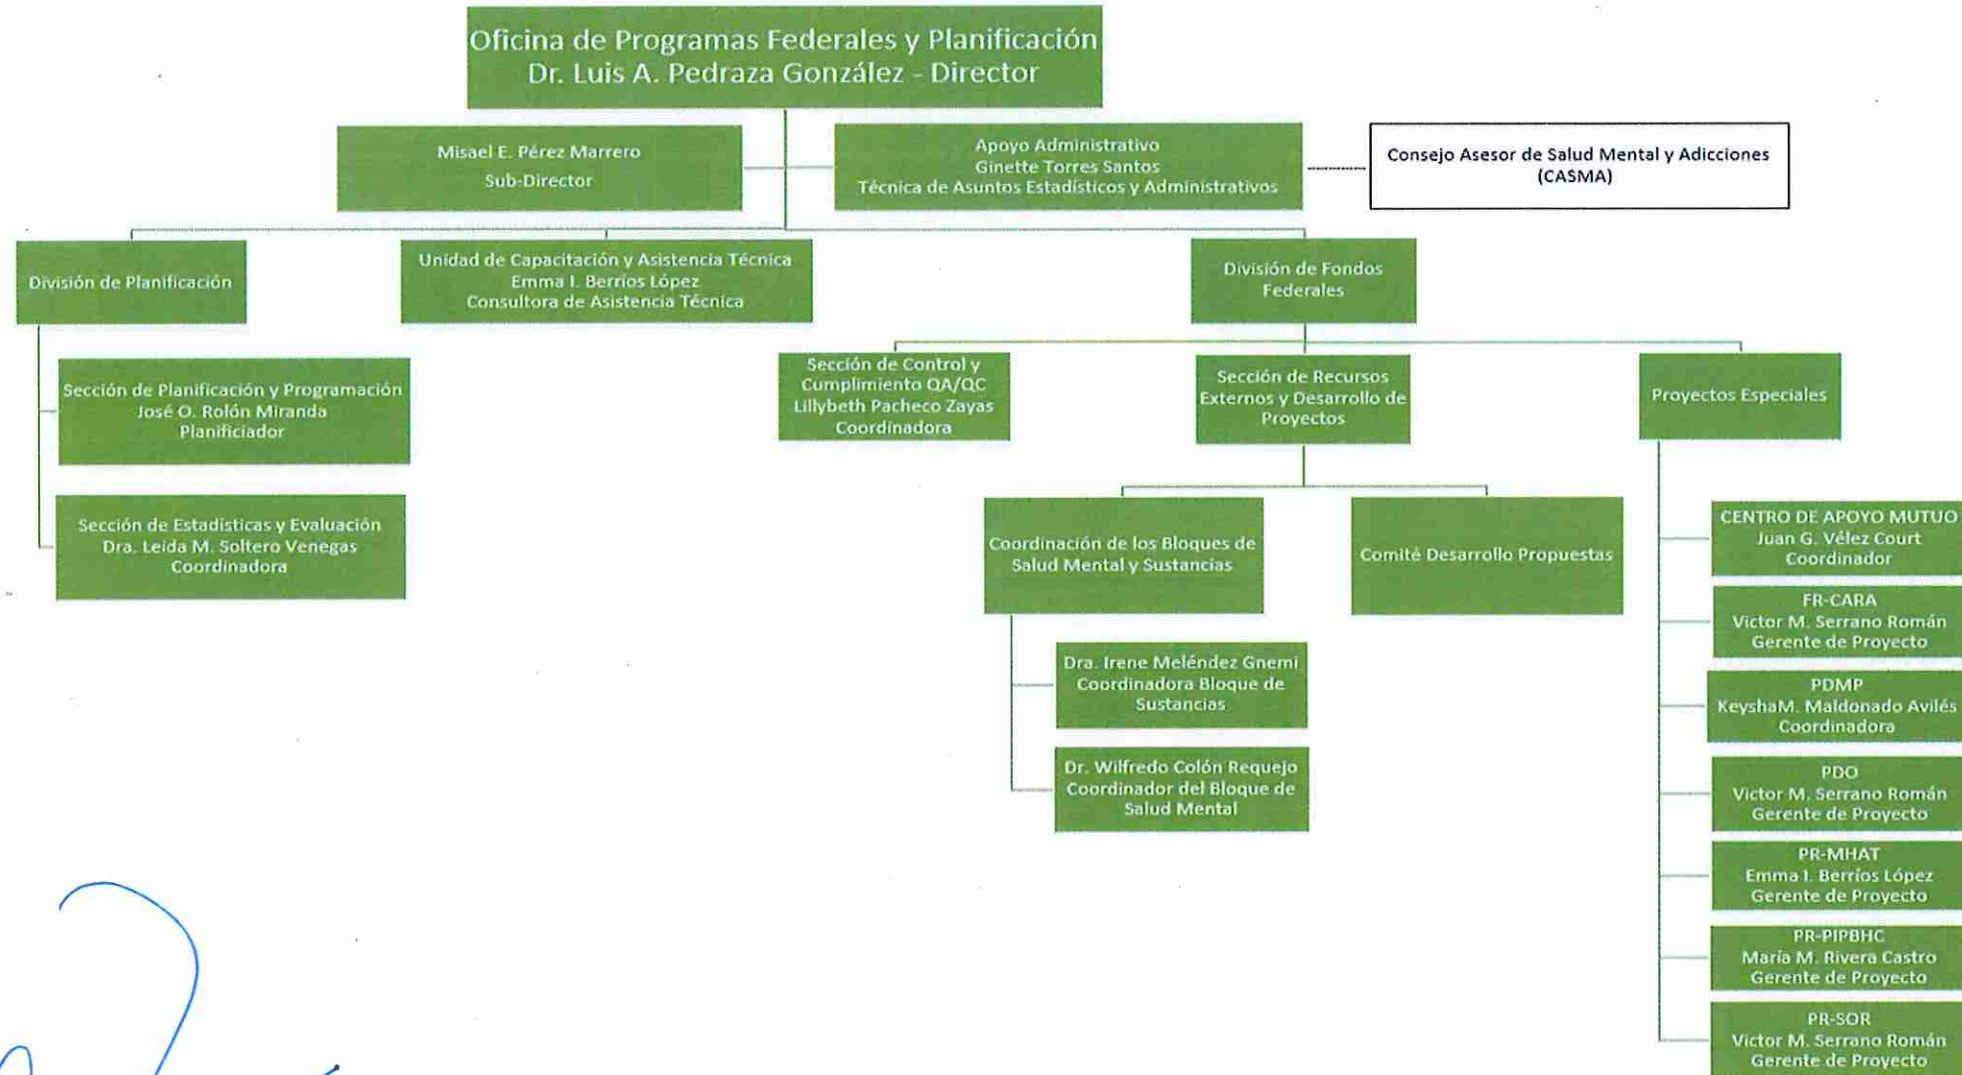 Oficina de Programas Federales y Planificación
Dr. Luis A. Pedraza González - Director
Misael E. Pérez Marrero
Sub-Director
Apoyo Administrativo
Ginette Torres Santos
Técnica de Asuntos Estadísticos y Administrativos
Consejo Asesor de Salud Mental y Adicciones
(CASMA)
División de Planificación
Unidad de Capacitación y Asistencia Técnica
Emma I. Berríos López
Consultora de Asistencia Técnica
División de Fondos
Federales
Sección de Planificación y Programación
José O. Rolón Miranda
Planificiador
Sección de Estadísticas y Evaluación
Dra. Leida M. Soltero Venegas
Coordinadora
Sección de Control y
Cumplimiento QA/QC
Lillybeth Pacheco Zayas
Coordinadora
Sección de Recursos
Externos y Desarrollo de
Proyectos
Proyectos Especiales
Coordinación de los Bloques de
Salud Mental y Sustancias
Comité Desarrollo Propuestas
Dra. Irene Meléndez Gnemi
Coordinadora Bloque de
Sustancias
Dr. Wilfredo Colón Requejo
Coordinador del Bloque de
Salud Mental
CENTRO DE APOYO MUTUO
Juan G. Vélez Court
Coordinador
FR-CARA
Victor M. Serrano Román
Gerente de Proyecto
PDMP
KeyshaM. Maldonado Avilés
Coordinadora
PDO
Victor M. Serrano Román
Gerente de Proyecto
PR-MHAT
Emma I. Berríos López
Gerente de Proyecto
PR-PIPBHC
María M. Rivera Castro
Gerente de Proyecto
PR-SOR
Victor M. Serrano Román
Gerente de Proyecto